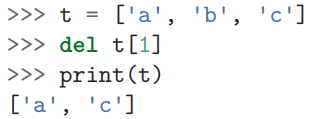 >>> t = ['a', 'b', 'c']
>>> del t[1]
>>> print(t)
['a', 'c']